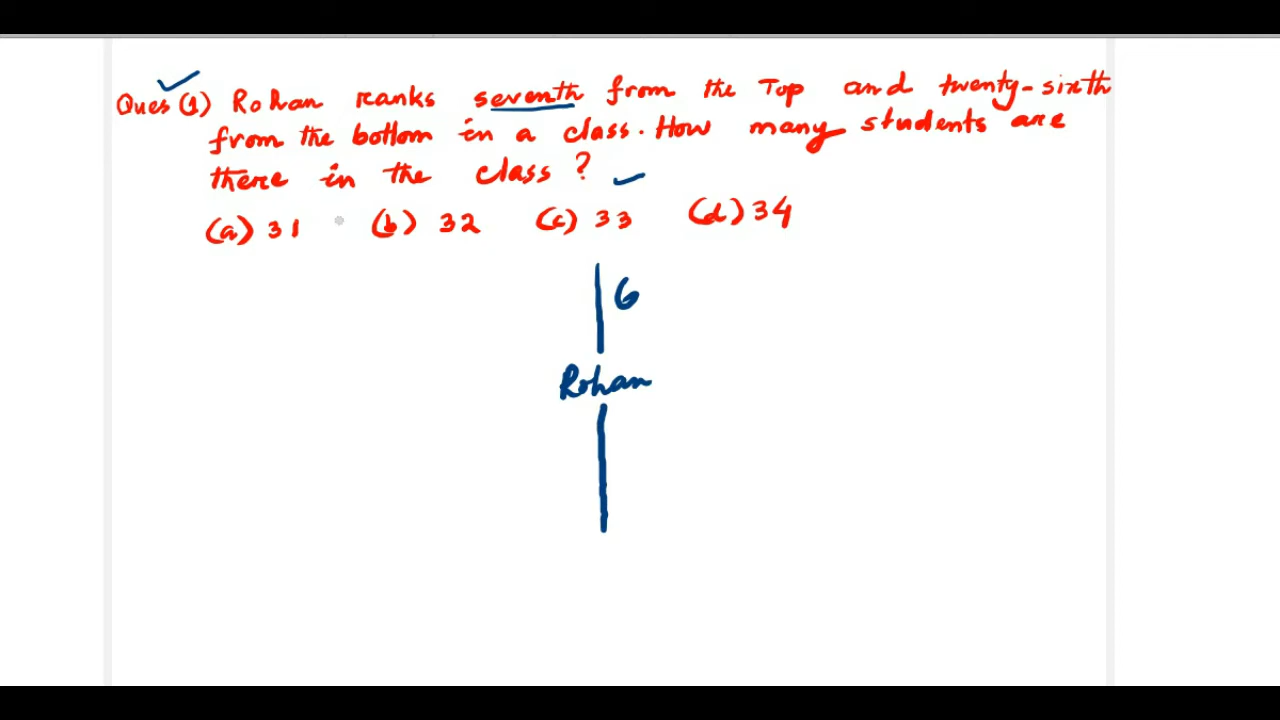 Ques (1) Rohan ranks seventh from the Top and twenty-sixth
from the bottom in a class. How many students are
there in the class ?
(a) 31 (b) 32 (c) 33 (d) 34
6
Rohan